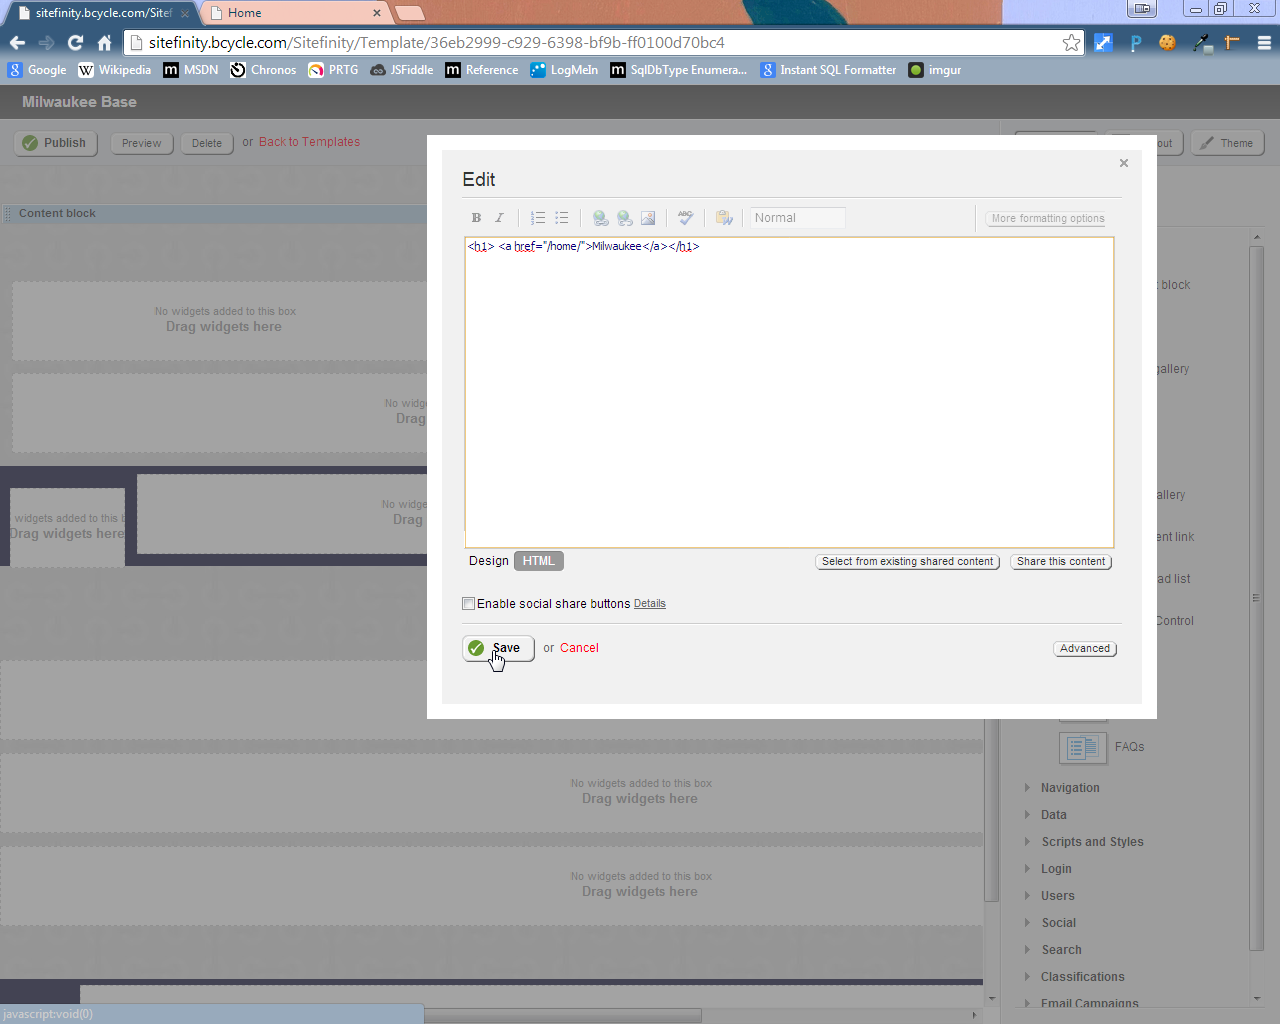 sitefinity.bcycle.com/Sitef
Home
sitefinity.bcycle.com/Sitefinity/Template/36eb2999-c929-6398-bf9b-ff0100d70bc4
Google Wikipedia MSDN Chronos PRTG JSFiddle Reference LogMeIn SqlDbType Enumera... Instant SQL Formatter imgur
Milwaukee Base
Publish Preview Delete or Back to Templates
out Theme
Content block
No widgets added to this box
Drag widgets here
No widge
Drag
widgets added to this b
Drag widgets here
No widge
Drag
Edit
B I Normal More formatting options
<h1> <a href="/home/">Milwaukee</a></h1>
Design HTML Select from existing shared content Share this content
Enable social share buttons Details
Save or Cancel Advanced
block
gallery
llery
ent link
ad list
Control
FAQs
No widgets added to this box
Drag widgets here
No widgets added to this box
Drag widgets here
Navigation
Data
Scripts and Styles
Login
Users
Social
Search
Classifications
Email Campaigns
javascript:void(0)